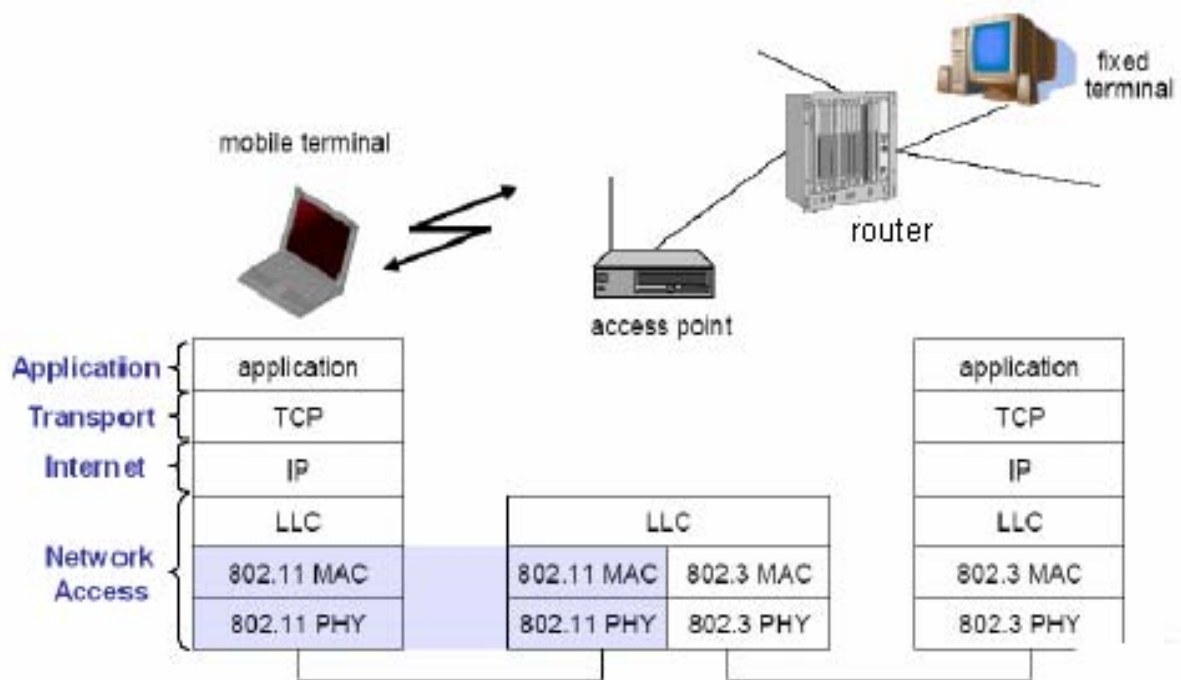 fixed
terminal
mobile terminal
router
access point
Application
application
application
Transport
TCP
TCP
Internet
IP
IP
LLC
LLC
LLC
Network
Access
802.11 MAC
802.11 MAC
802.3 MAC
802.3 MAC
802.11 PHY
802.11 PHY
802.3 PHY
802.3 PHY